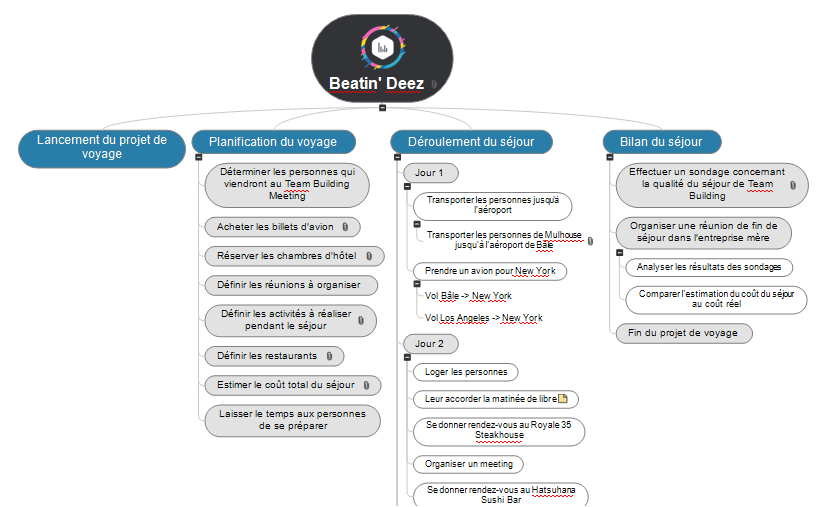 Beatin' Deez
Lancement du projet de
voyage
Planification du voyage
Déterminer les personnes qui
viendront au Team Building
Meeting
Acheter les billets d'avion
Réserver les chambres d'hôtel
Définir les réunions à organiser
Définir les activités à réaliser
pendant le séjour
Définir les restaurants
Estimer le coût total du séjour
Laisser le temps aux personnes
de se préparer
Déroulement du séjour
Jour 1
Transporter les personnes jusqu'à
l'aéroport
Transporter les personnes de Mulhouse
jusqu'à l'aéroport de Bâle
Prendre un avion pour New York
Vol Bâle -> New York
Vol Los Angeles -> New York
Jour 2
Loger les personnes
Leur accorder la matinée de libre
Se donner rendez-vous au Royale 35
Steakhouse
Organiser un meeting
Se donner rendez-vous au Hatsuhana
Sushi Bar
Bilan du séjour
Effectuer un sondage concernant
la qualité du séjour de Team
Building
Organiser une réunion de fin de
séjour dans l'entreprise mère
Analyser les résultats des sondages
Comparer l'estimation du coût du séjour
au coût réel
Fin du projet de voyage